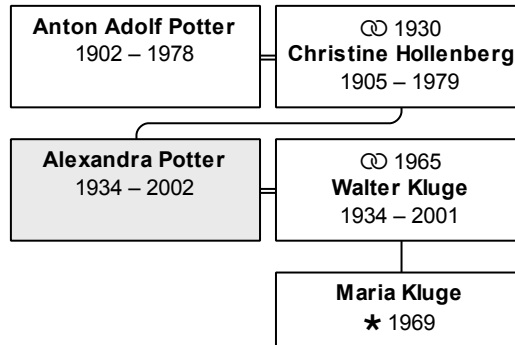 Anton Adolf Potter
1902 – 1978
⚭ 1930
Christine Hollenberg
1905 – 1979
Alexandra Potter
1934 – 2002
⚭ 1965
Walter Kluge
1934 – 2001
Maria Kluge
* 1969